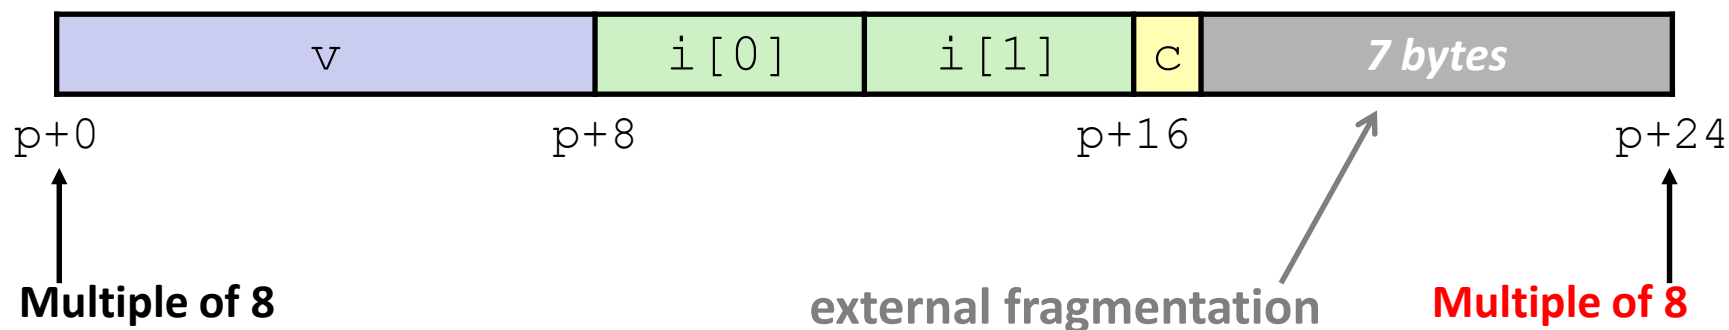 v i[0] i[1] c 7 bytes
p+0 p+8 p+16 p+24
Multiple of 8 external fragmentation Multiple of 8